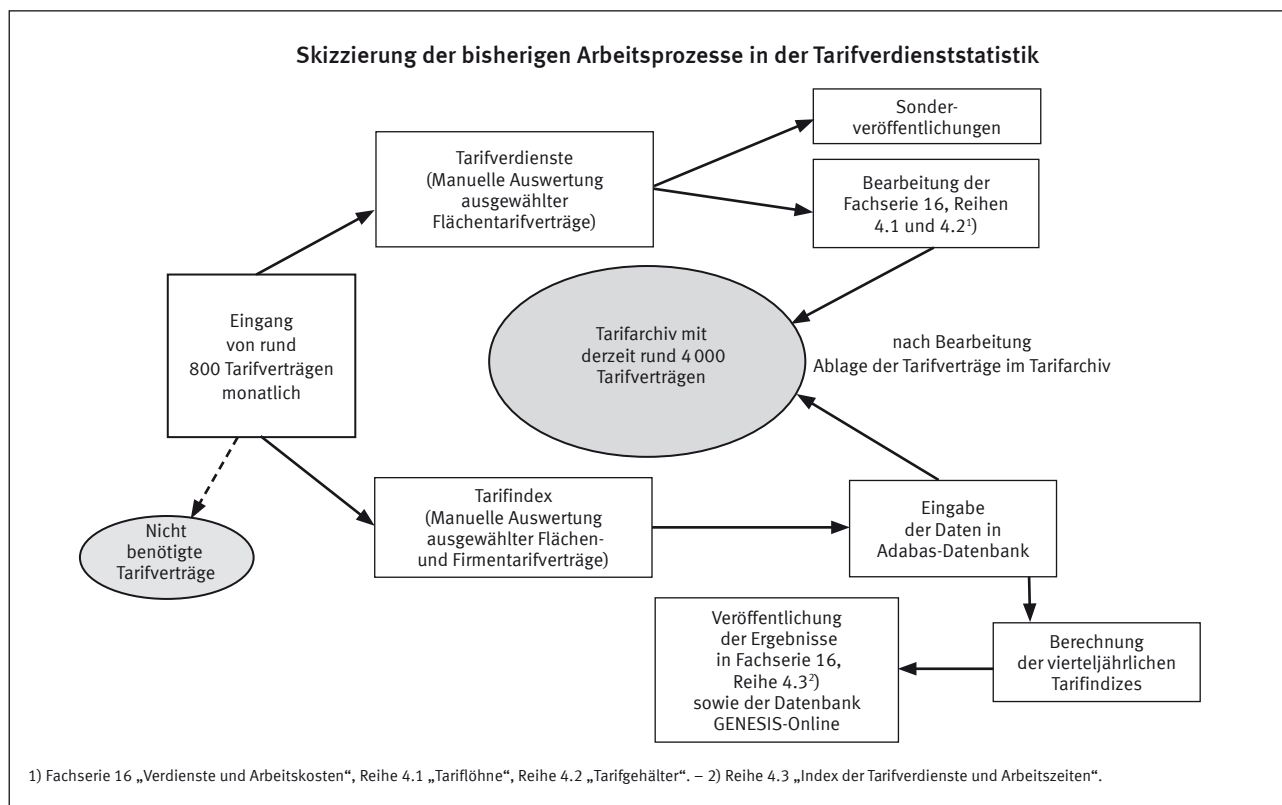 Skizzierung der bisherigen Arbeitsprozesse in der Tarifverdienststatistik
Sonder-
veröffentlichungen
Tarifverdienste
(Manuelle Auswertung
ausgewählter
Flächentarifverträge)
Bearbeitung der
Fachserie 16, Reihen
4.1 und 4.2¹)
Eingang
von rund
800 Tarifverträgen
monatlich
Tarifarchiv mit
derzeit rund 4 000
Tarifverträgen
nach Bearbeitung
Ablage der Tarifverträge im Tarifarchiv
Nicht
benötigte
Tarifverträge
Tarifindex
(Manuelle Auswertung
ausgewählter Flächen-
und Firmentarifverträge)
Eingabe
der Daten in
Adabas-Datenbank
Veröffentlichung
der Ergebnisse
in Fachserie 16,
Reihe 4.3²)
sowie der Datenbank
GENESIS-Online
Berechnung
der vierteljährlichen
Tarifindizes
1) Fachserie 16 „Verdienste und Arbeitskosten“, Reihe 4.1 „Tariflöhne“, Reihe 4.2 „Tarifgehälter“. – 2) Reihe 4.3 „Index der Tarifverdienste und Arbeitszeiten“.